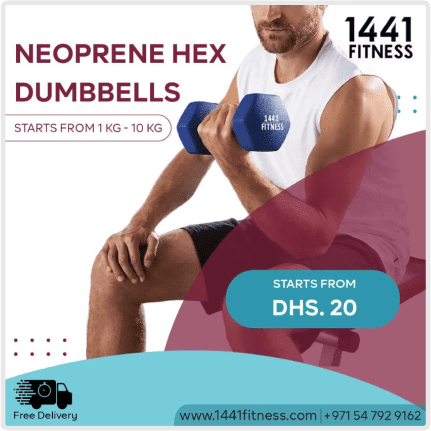 1441
FITNESS
NEOPRENE HEX
DUMBBELLS
STARTS FROM 1 KG - 10 KG
1441
FITNESS
STARTS FROM
DHS. 20
Free Delivery
www.1441fitness.com | +971 54 792 9162